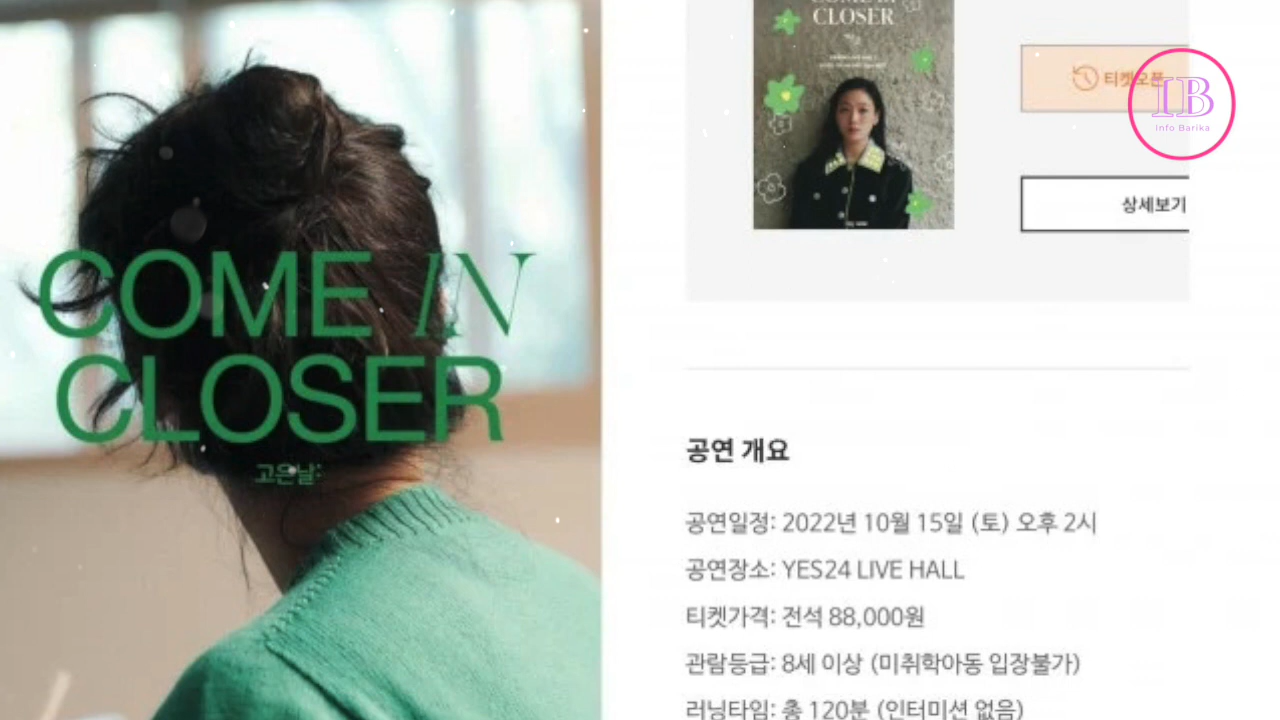 COME IN
CLOSER
고은날:
CLOSER
티켓오픈
IB
Info Barika
상세보기
공연 개요
공연일정: 2022년 10월 15일 (토) 오후 2시
공연장소: YES24 LIVE HALL
티켓가격: 전석 88,000원
관람등급: 8세 이상 (미취학아동 입장불가)
러닝타임: 총 120분 (인터미션 없음)